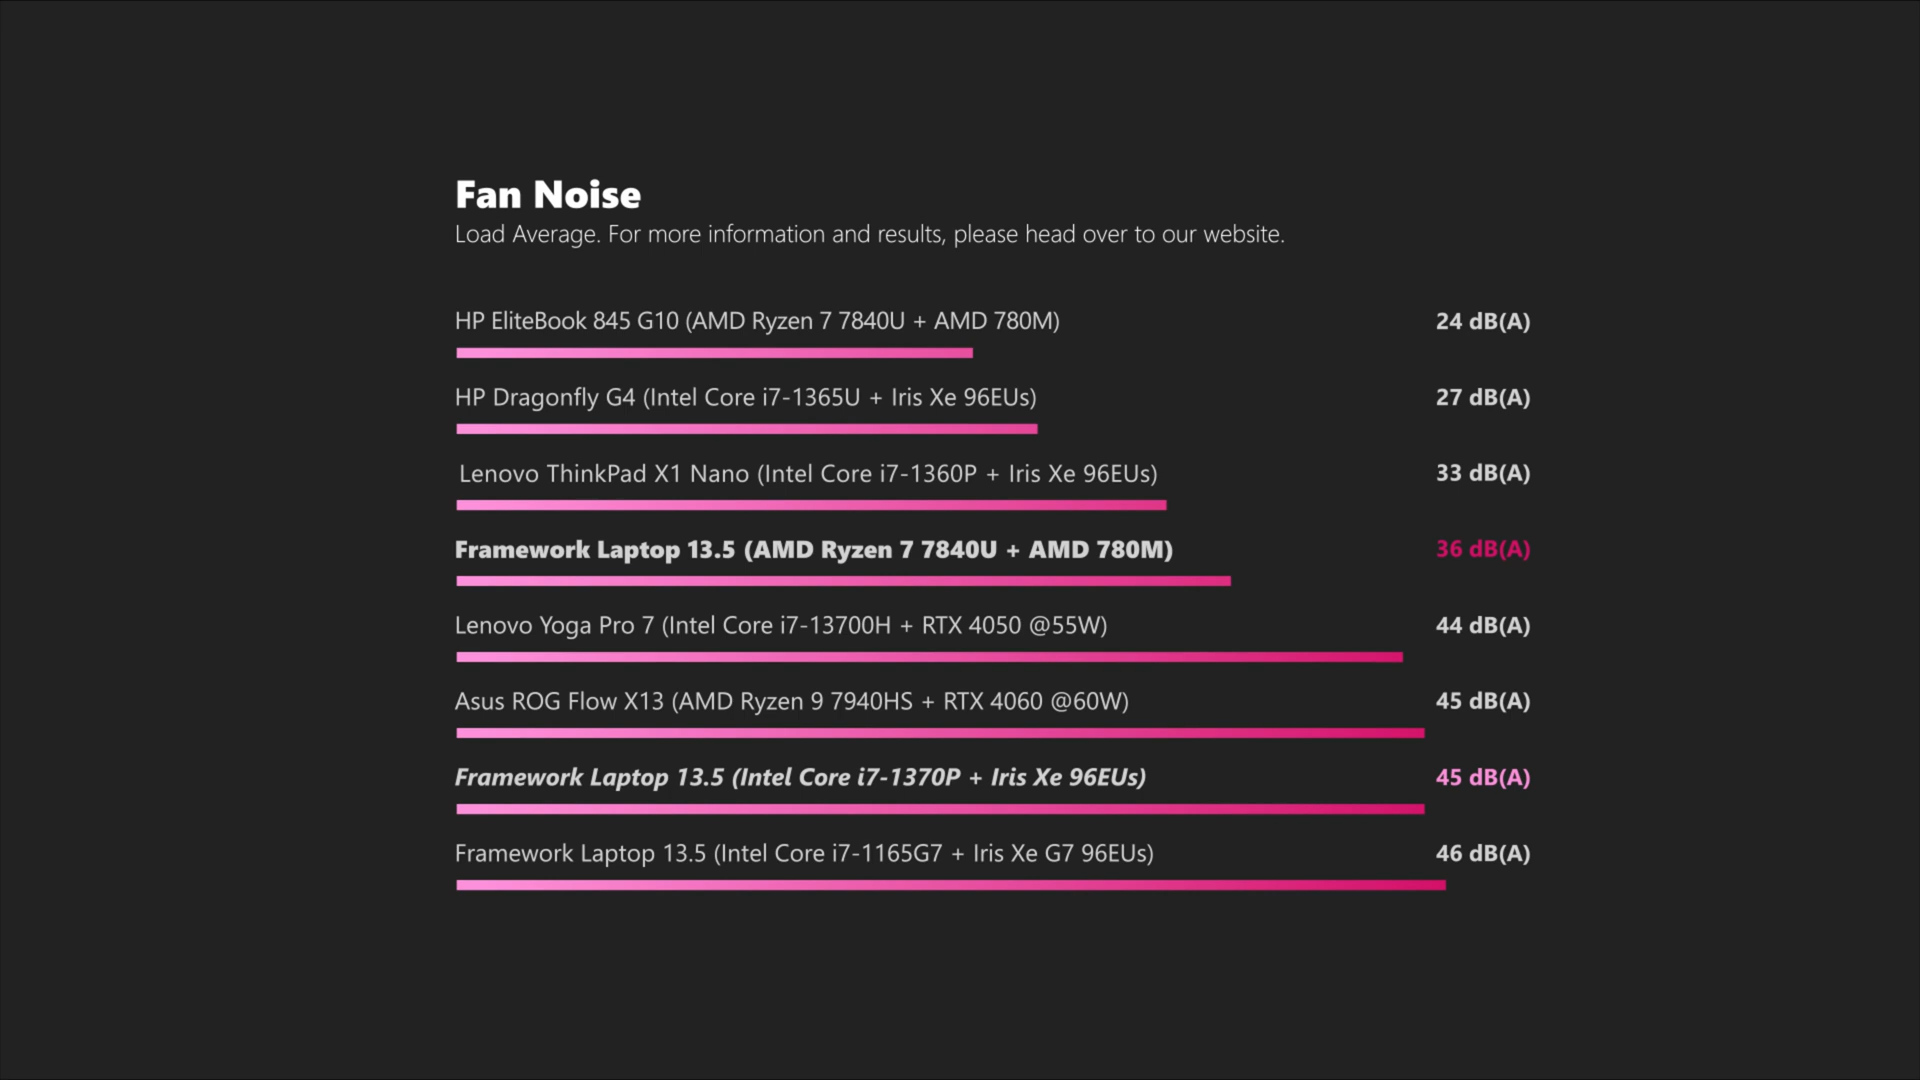 Fan Noise
Load Average. For more information and results, please head over to our website.
HP EliteBook 845 G10 (AMD Ryzen 7 7840U + AMD 780M) 24 dB(A)
HP Dragonfly G4 (Intel Core i7-1365U + Iris Xe 96EUs) 27 dB(A)
Lenovo ThinkPad X1 Nano (Intel Core i7-1360P + Iris Xe 96EUs) 33 dB(A)
Framework Laptop 13.5 (AMD Ryzen 7 7840U + AMD 780M) 36 dB(A)
Lenovo Yoga Pro 7 (Intel Core i7-13700H + RTX 4050 @55W) 44 dB(A)
Asus ROG Flow X13 (AMD Ryzen 9 7940HS + RTX 4060 @60W) 45 dB(A)
Framework Laptop 13.5 (Intel Core i7-1370P + Iris Xe 96EUs) 45 dB(A)
Framework Laptop 13.5 (Intel Core i7-1165G7 + Iris Xe G7 96EUs) 46 dB(A)